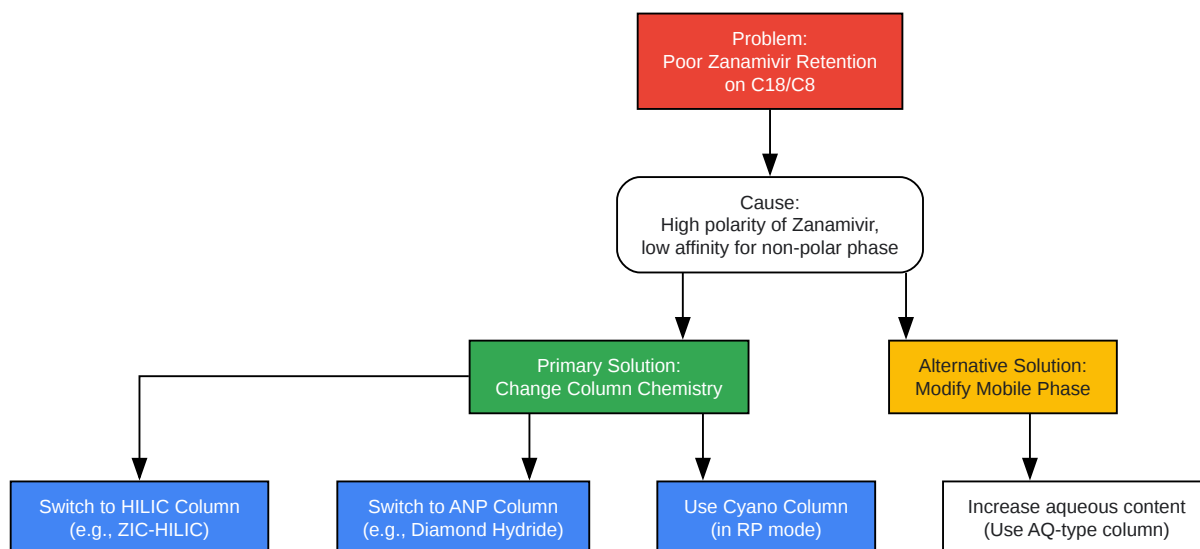 Problem:
Poor Zanamivir Retention
on C18/C8
Cause:
High polarity of Zanamivir,
low affinity for non-polar phase
Primary Solution:
Change Column Chemistry
Alternative Solution:
Modify Mobile Phase
Switch to HILIC Column
(e.g., ZIC-HILIC)
Switch to ANP Column
(e.g., Diamond Hydride)
Use Cyano Column
(in RP mode)
Increase aqueous content
(Use AQ-type column)